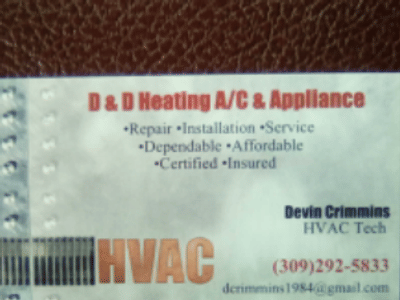 D & D Heating A/C & Appliance
•Repair •Installation •Service
•Dependable •Affordable
•Certified •Insured
Devin Crimmins
HVAC Tech
HVAC
(309)292-5833
dcrimmins1984@gmail.com